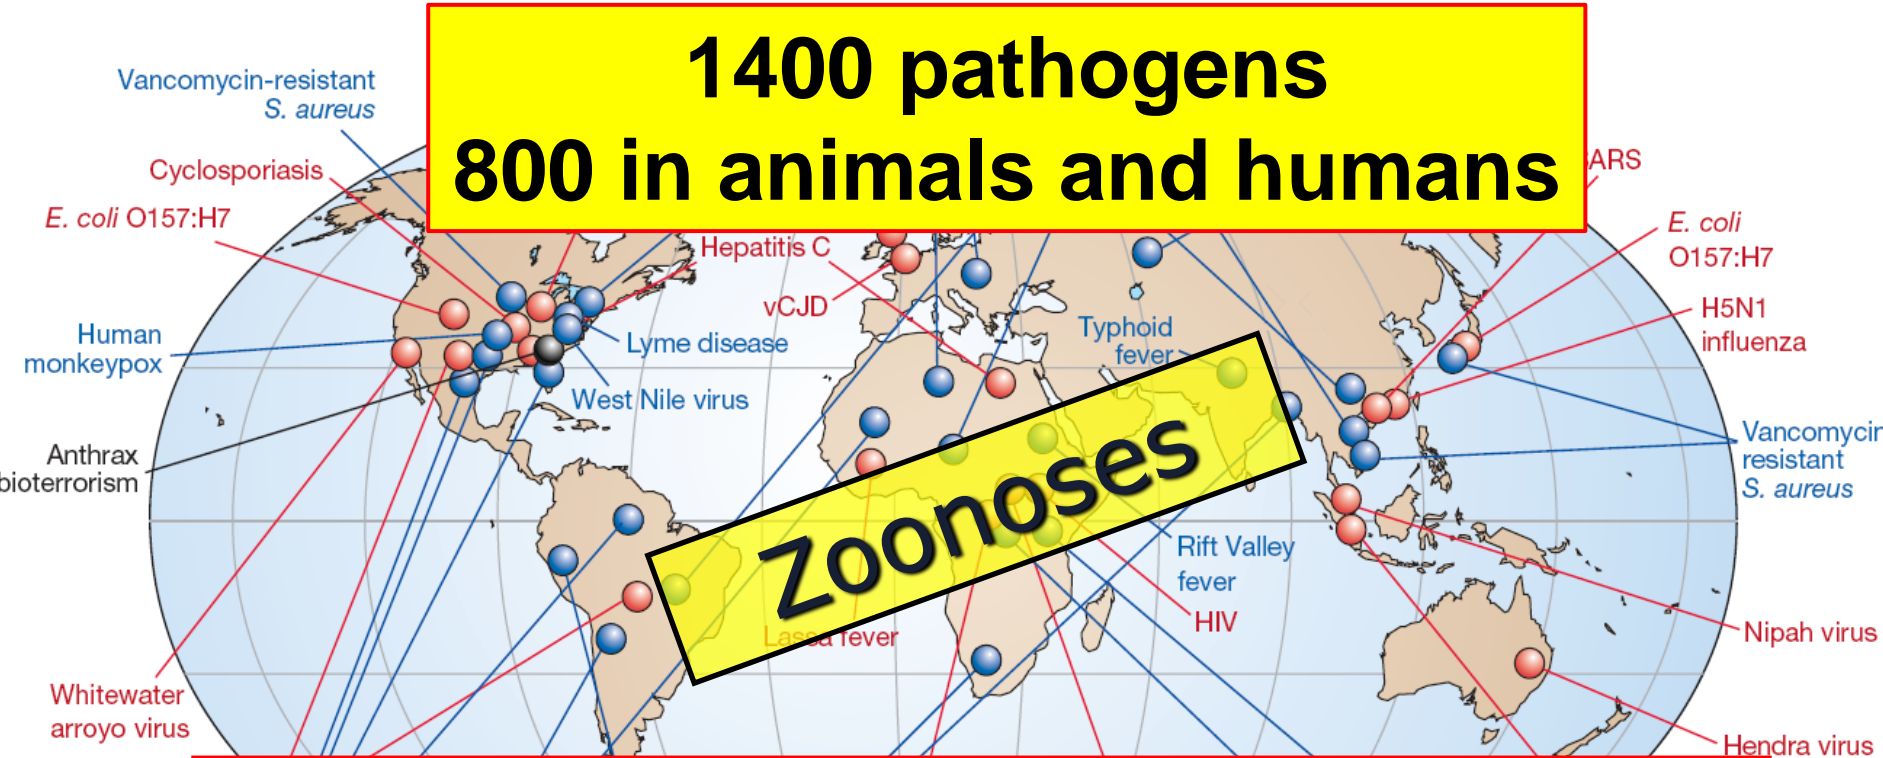 1400 pathogens
800 in animals and humans
Vancomycin-resistant
S. aureus
Cyclosporiasis
E. coli O157:H7
Human
monkeypox
Anthrax
bioterrorism
Whitewater
arroyo virus
Hepatitis C
vCJD
Lyme disease
West Nile virus
Typhoid
fever
Zoonoses
Lassa fever
Rift Valley
fever
HIV
E. coli
O157:H7
H5N1
influenza
Vancomycin
resistant
S. aureus
Nipah virus
Hendra virus